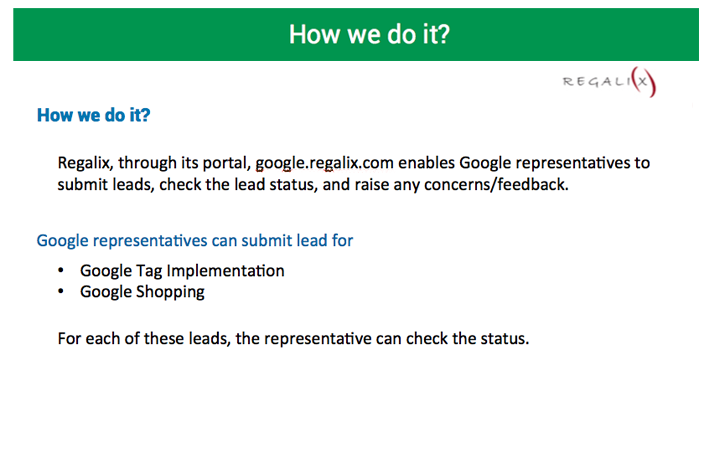 How we do it?
REGALI(X)
How we do it?
Regalix, through its portal, google.regalix.com enables Google representatives to
submit leads, check the lead status, and raise any concerns/feedback.
Google representatives can submit lead for
• Google Tag Implementation
• Google Shopping
For each of these leads, the representative can check the status.